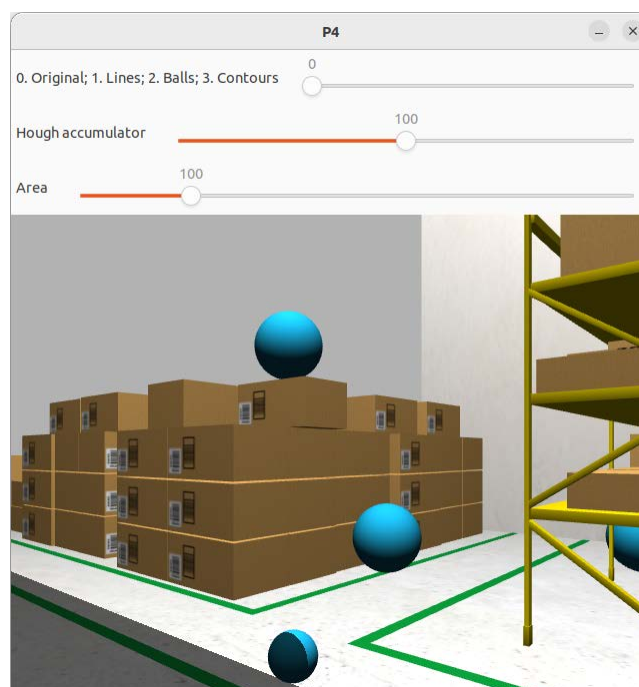 P4
0
0. Original; 1. Lines; 2. Balls; 3. Contours
100
Hough accumulator
100
Area